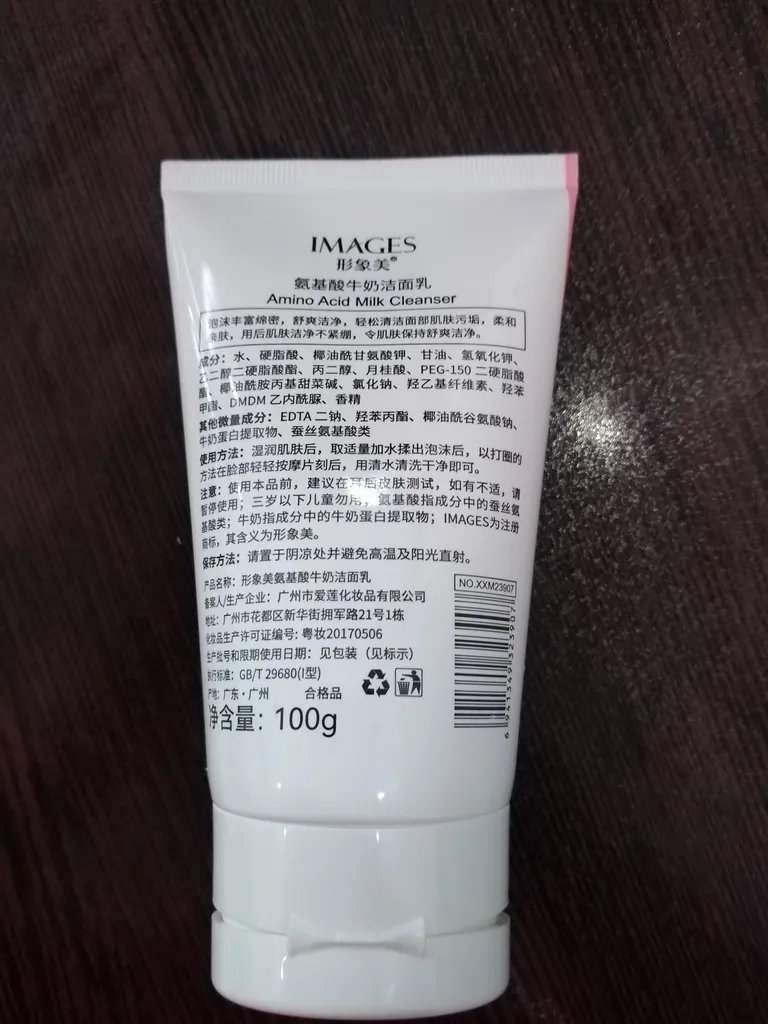 IMAGES
形象美®
氨基酸牛奶洁面乳
Amino Acid Milk Cleanser
泡沫丰富绵密，舒爽洁净，轻松清洁面部肌肤污垢，柔和
亲肤，用后肌肤洁净不紧绷，令肌肤保持舒爽洁净。
成分：水、硬脂酸、椰油酰甘氨酸钾、甘油、氢氧化钾、
乙二醇二硬脂酸酯、丙二醇、月桂酸、PEG-150 二硬脂酸
酯、椰油酰胺丙基甜菜碱、氯化钠、羟乙基纤维素、羟苯
甲酯、DMDM 乙内酰脲、香精
其他微量成分：EDTA 二钠、羟苯丙酯、椰油酰谷氨酸钠、
牛奶蛋白提取物、蚕丝氨基酸类
使用方法：湿润肌肤后，取适量加水揉出泡沫后，以打圈的
方法在脸部轻轻按摩片刻后，用清水清洗干净即可。
注意：使用本品前，建议在耳后皮肤测试，如有不适，请
暂停使用；三岁以下儿童勿用；氨基酸指成分中的蚕丝氨
基酸类；牛奶指成分中的牛奶蛋白提取物；IMAGES为注册
商标，其含义为形象美。
保存方法：请置于阴凉处并避免高温及阳光直射。
产品名称：形象美氨基酸牛奶洁面乳
备案人/生产企业：广州市爱莲化妆品有限公司
地址：广州市花都区新华街拥军路21号1栋
化妆品生产许可证编号: 粤妆20170506
生产批号和限期使用日期：见包装（见标示）
执行标准：GB/T 29680(I型)
产地：广东·广州 合格品
净含量：100g
NO.XXM23907
6 941349 323907